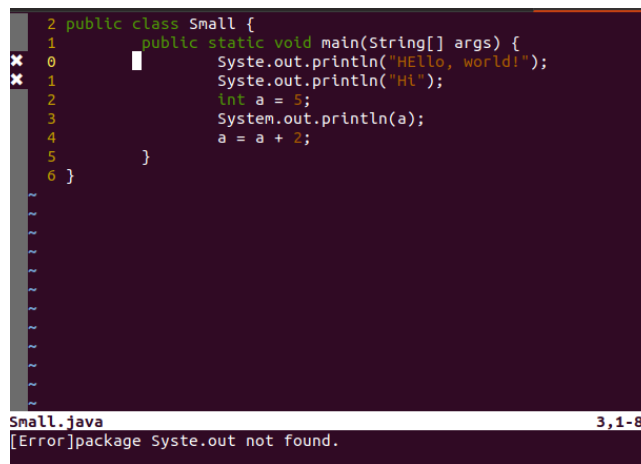 2 public class Small {
1 public static void main(String[] args) {
0 Syste.out.println("HEllo, world!");
1 Syste.out.println("Hi");
2 int a = 5;
3 System.out.println(a);
4 a = a + 2;
5 }
6 }
~
~
~
~
~
~
~
~
~
~
~
~
Small.java 3,1-8
[Error]package Syste.out not found.